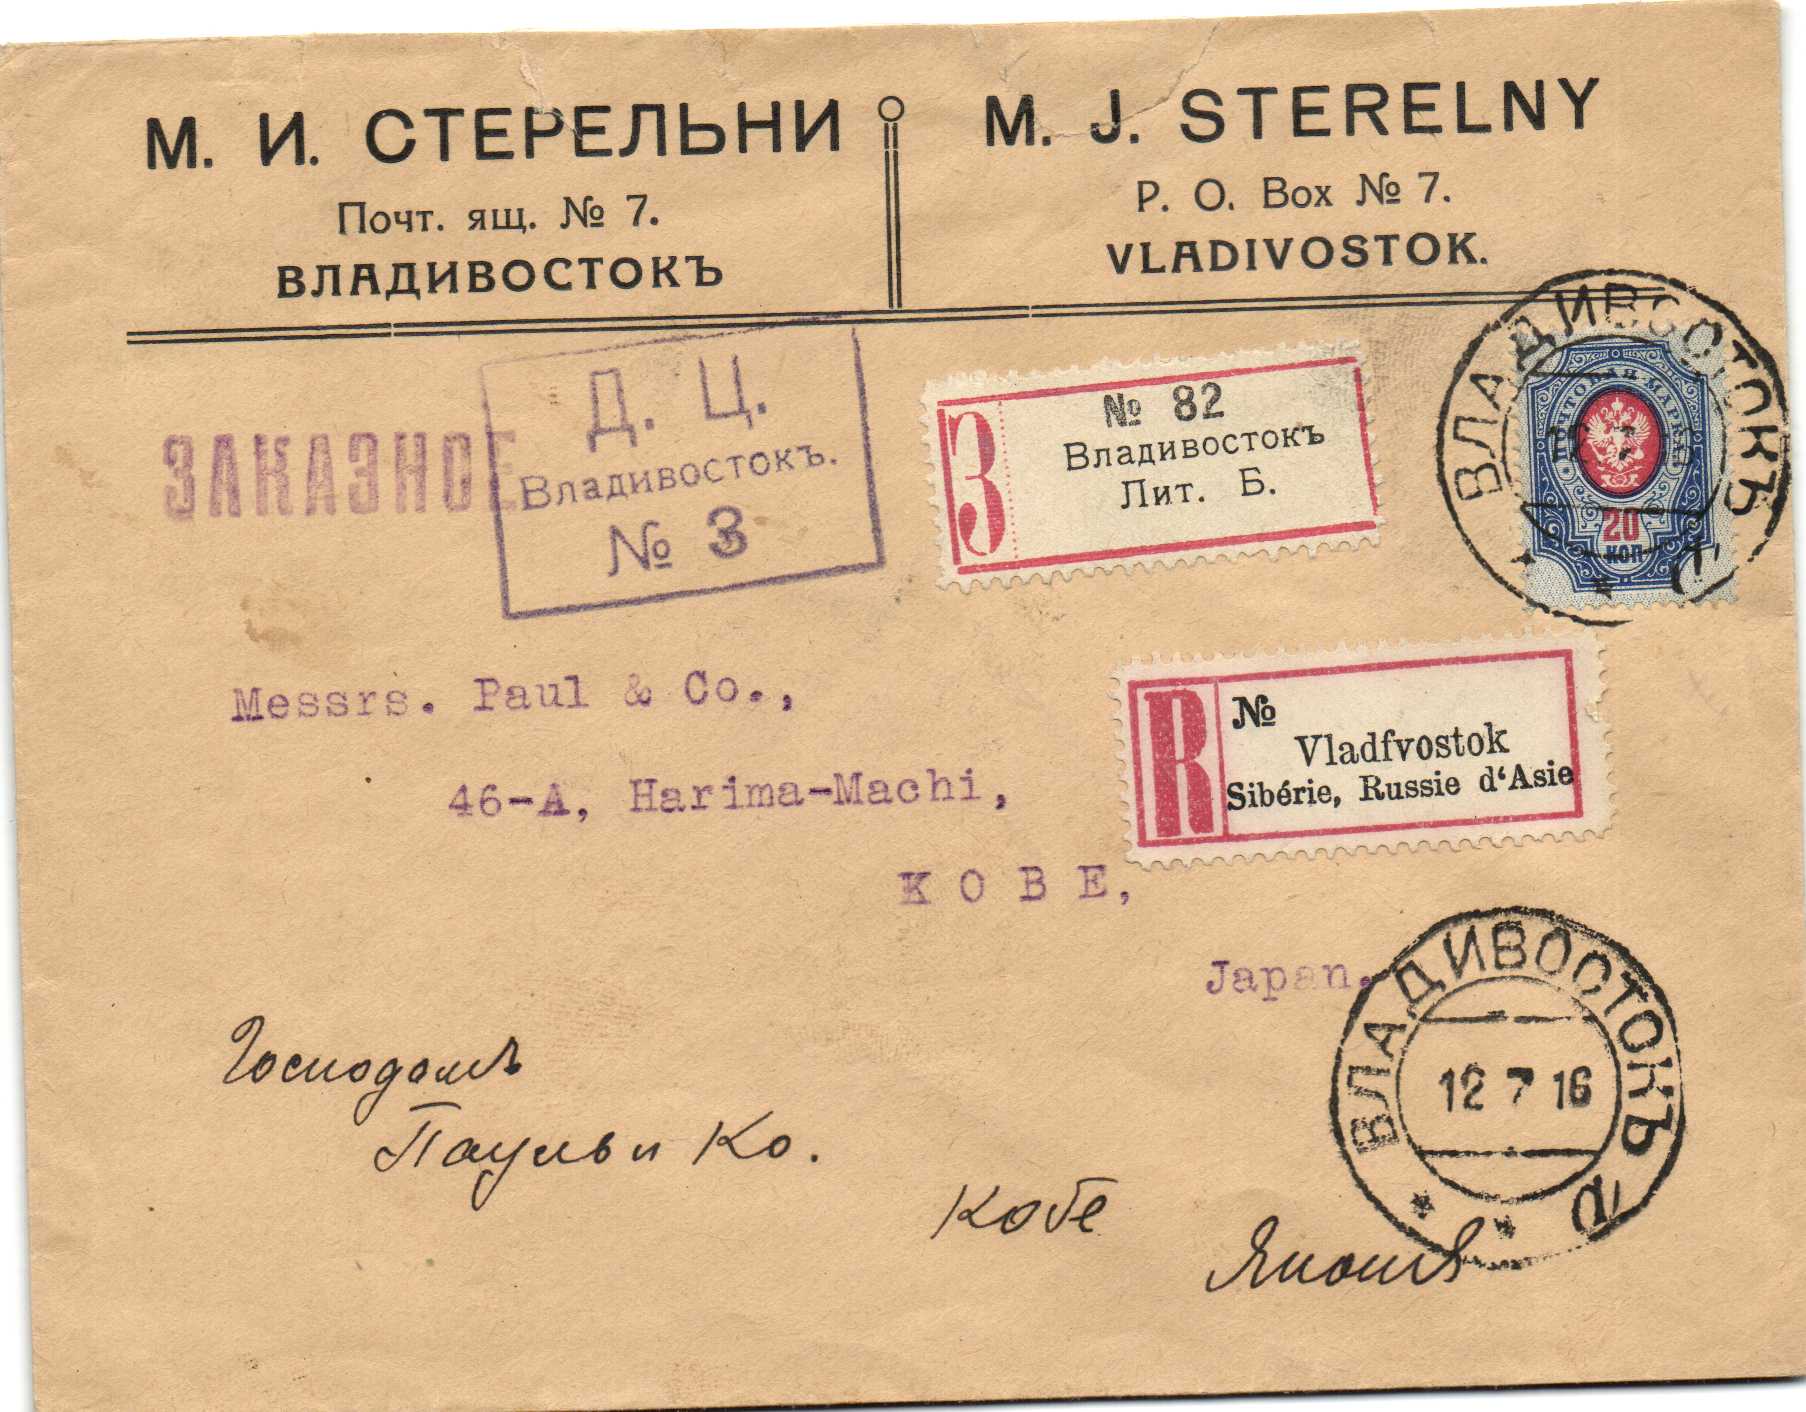 М. И. СТЕРЕЛЬНИ
Почт. ящ. № 7.
ВЛАДИВОСТОКЪ
M. J. STERELNY
P. O. Box № 7.
VLADIVOSTOK.
ЗАКАЗНОЕ
Д. Ц.
Владивостокъ.
№ 3
З
№ 82
Владивостокъ
Лит. Б.
ВЛАДИВОСТОКЪ
ПОЧТОВАЯ МАРКА
20
КОП
Messrs. Paul & Co.,
46-A, Harima-Machi,
KOBE,
Japan.
R
№
Vladfvostok
Sibérie, Russie d'Asie
Господамъ
Пауль и Ко.
Кобе
Японія
ВЛАДИВОСТОКЪ
12 7 16